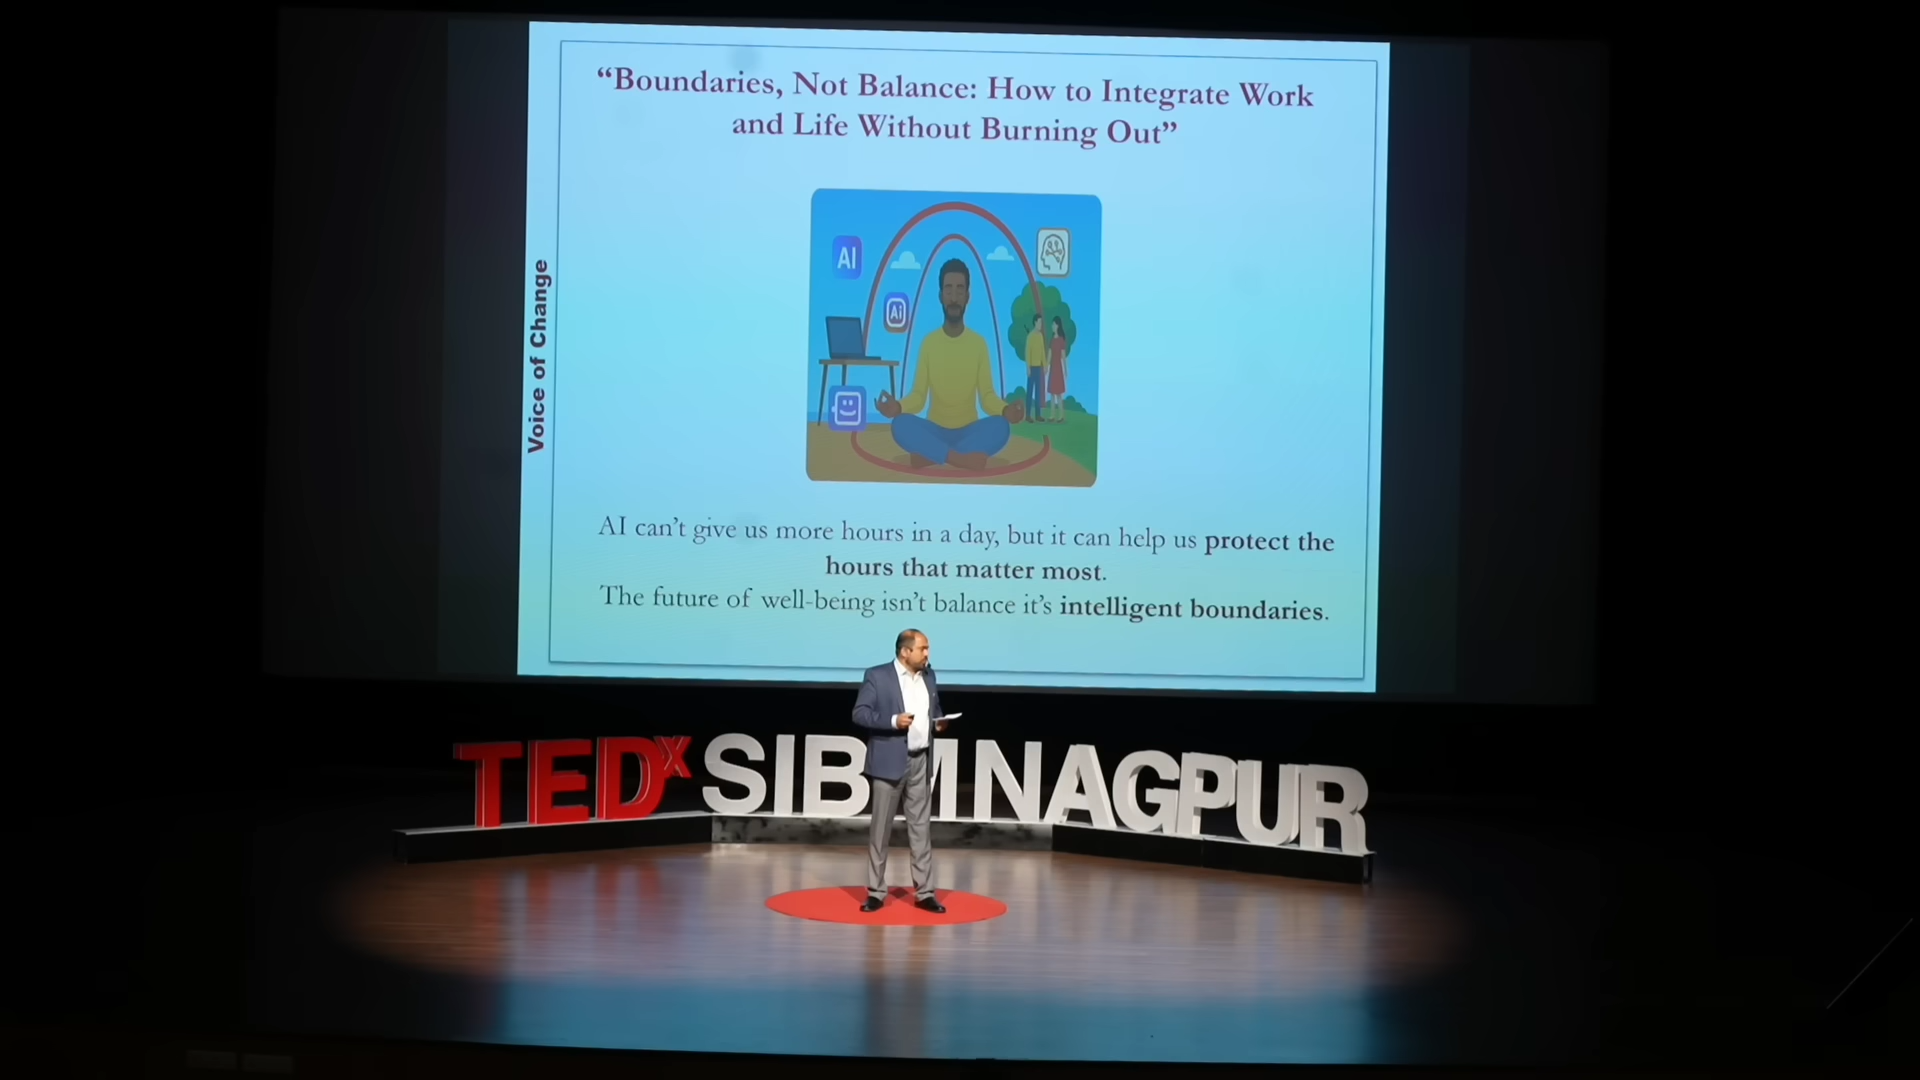 “Boundaries, Not Balance: How to Integrate Work
and Life Without Burning Out”
Voice of Change
AI
Ai
AI can’t give us more hours in a day, but it can help us protect the
hours that matter most.
The future of well-being isn’t balance it’s intelligent boundaries.
TEDx SIBMNAGPUR